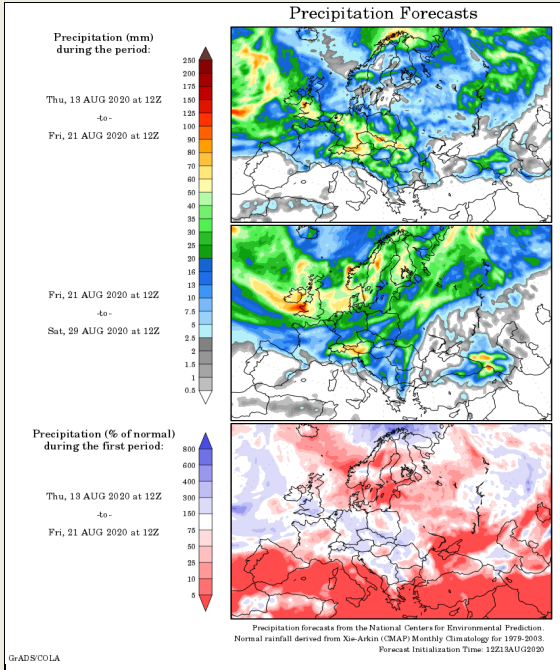 Precipitation Forecasts
Precipitation (mm)
during the period:
Thu, 13 AUG 2020 at 12Z
-to-
Fri, 21 AUG 2020 at 12Z
250
200
175
150
125
100
90
80
70
60
50
40
35
30
25
20
16
13
10
7.5
5
2.5
2
1.5
1
0.5
Fri, 21 AUG 2020 at 12Z
-to-
Sat, 29 AUG 2020 at 12Z
Precipitation (% of normal)
during the first period:
Thu, 13 AUG 2020 at 12Z
-to-
Fri, 21 AUG 2020 at 12Z
800
600
400
300
150
75
50
25
10
5
Precipitation forecasts from the National Centers for Environmental Prediction.
Normal rainfall derived from Xie-Arkin (CMAP) Monthly Climatology for 1979-2003.
Forecast Initialization Time: 12Z13AUG2020
GrADS/COLA